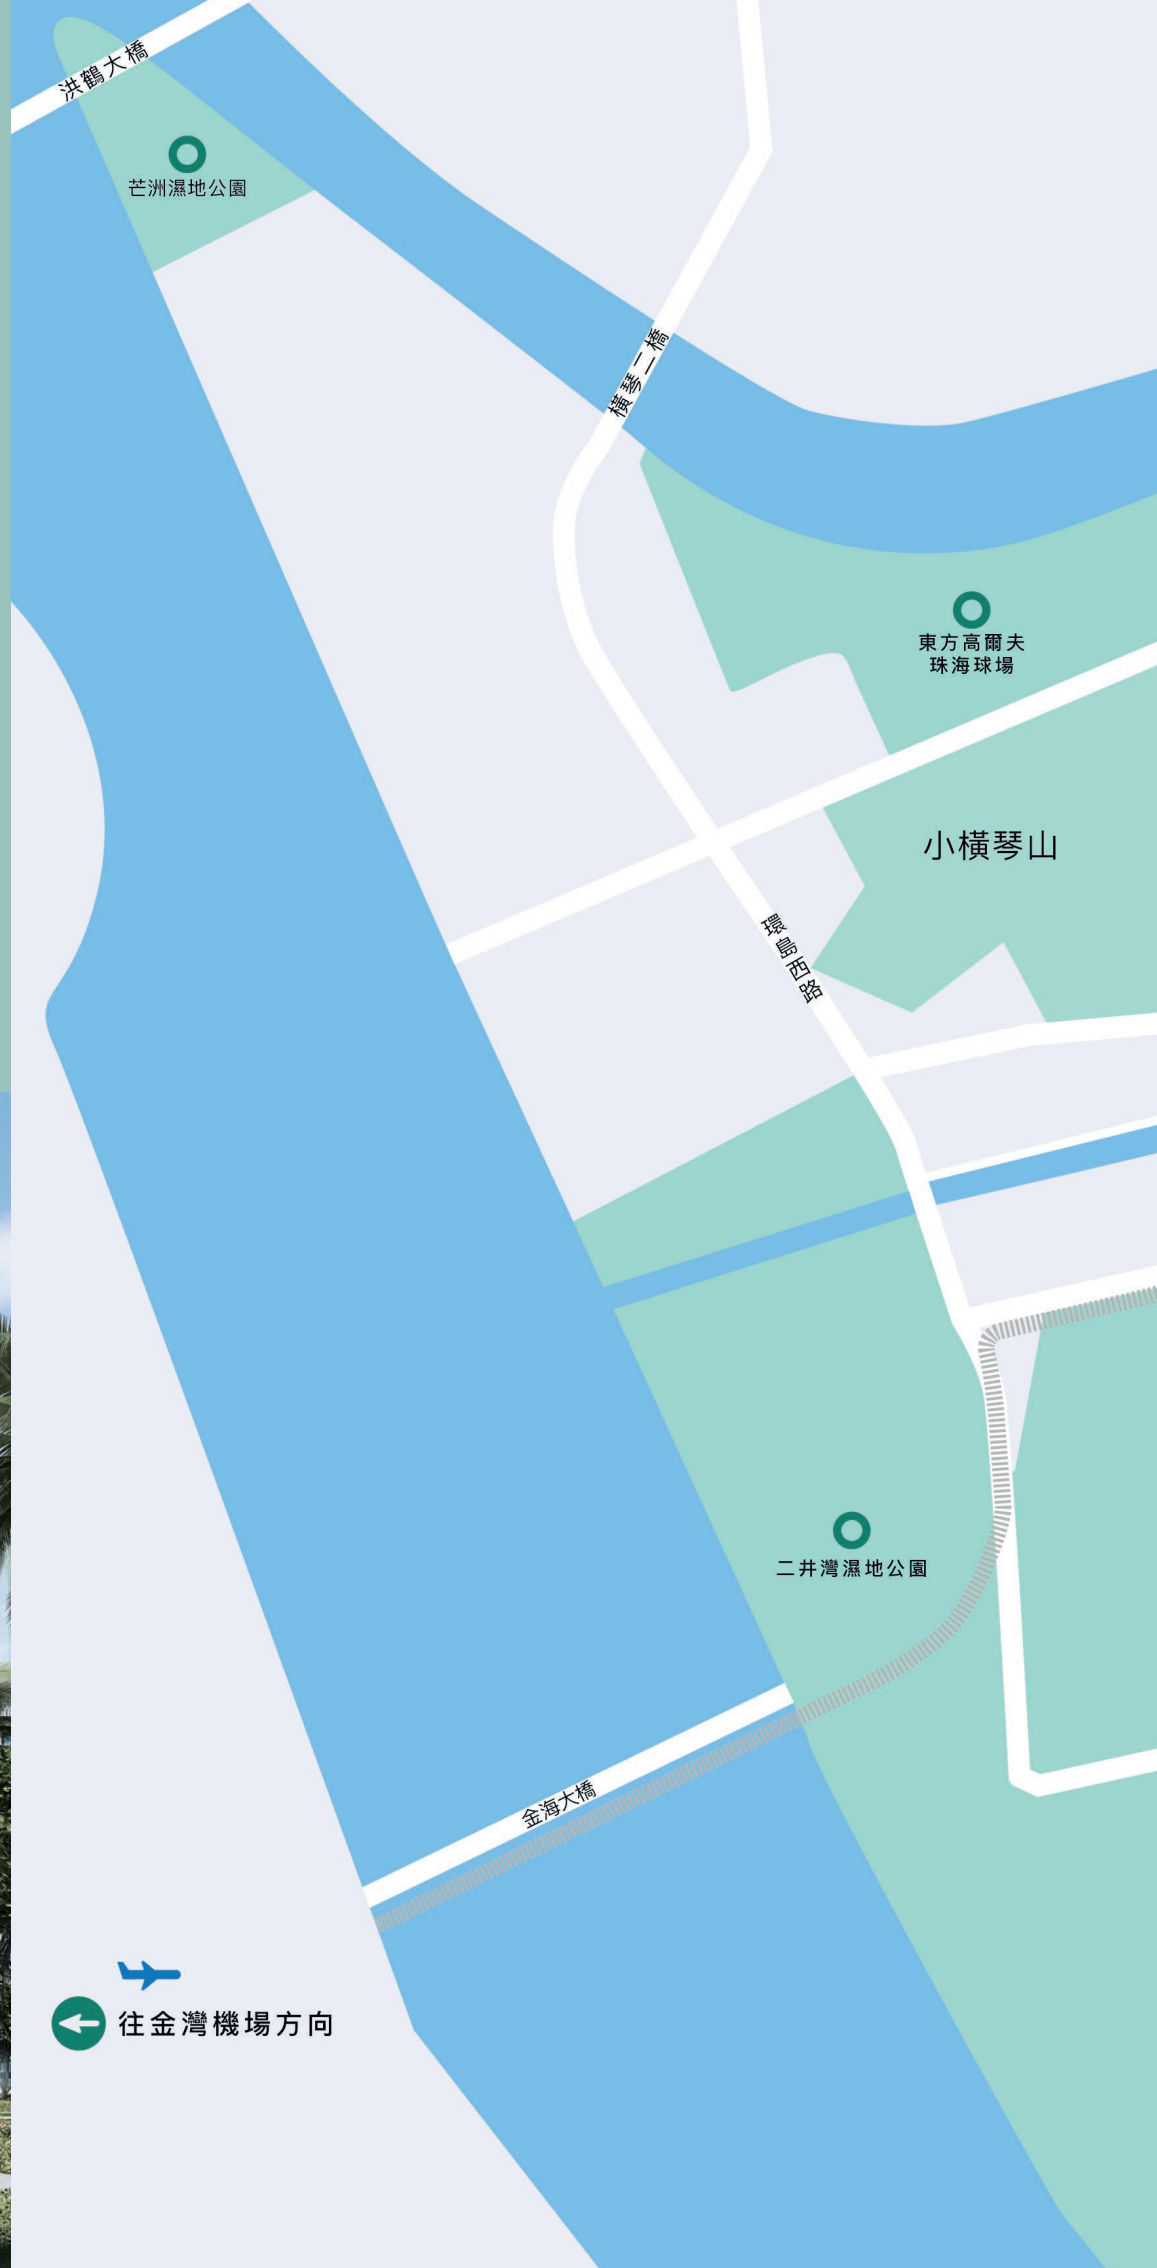 洪鶴大橋
芒洲濕地公園
橫琴二橋
東方高爾夫
珠海球場
小橫琴山
環島西路
二井灣濕地公園
金海大橋
往金灣機場方向